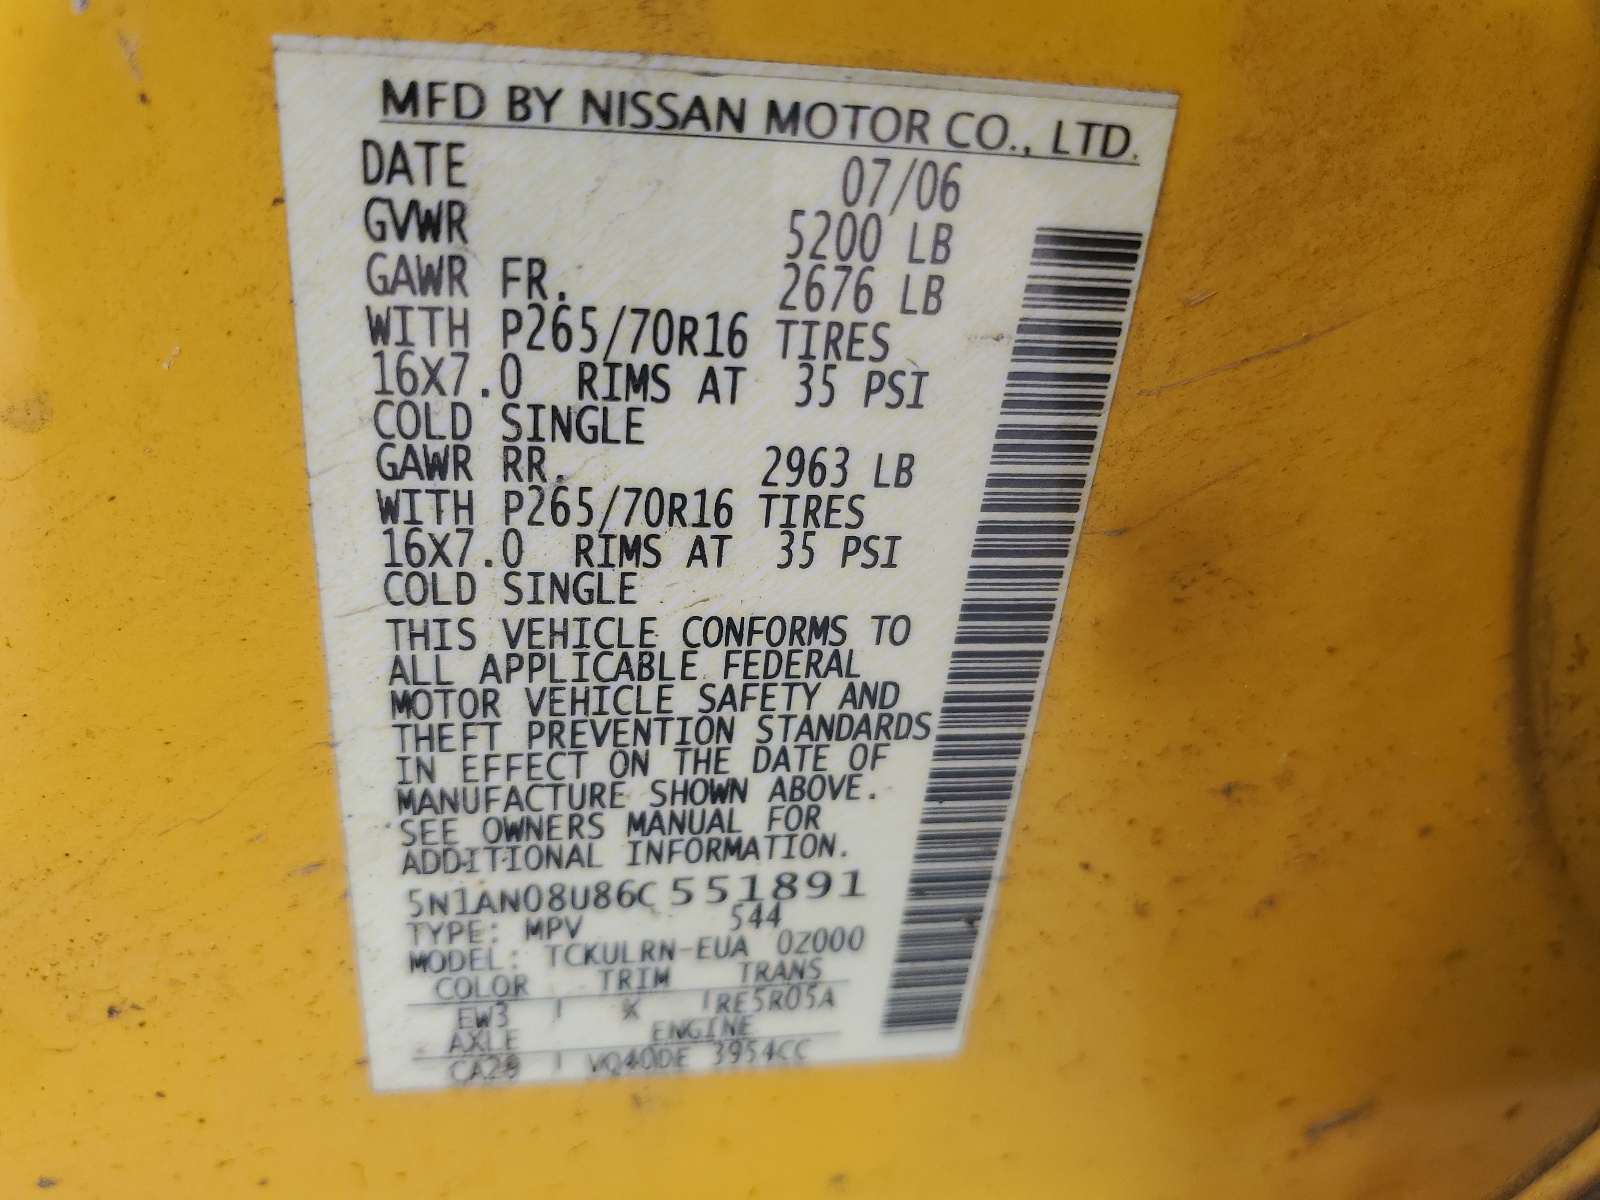 MFD BY NISSAN MOTOR CO., LTD.
DATE 07/06
GVWR 5200 LB
GAWR FR. 2676 LB
WITH P265/70R16 TIRES
16X7.0 RIMS AT 35 PSI
COLD SINGLE
GAWR RR. 2963 LB
WITH P265/70R16 TIRES
16X7.0 RIMS AT 35 PSI
COLD SINGLE
THIS VEHICLE CONFORMS TO
ALL APPLICABLE FEDERAL
MOTOR VEHICLE SAFETY AND
THEFT PREVENTION STANDARDS
IN EFFECT ON THE DATE OF
MANUFACTURE SHOWN ABOVE.
SEE OWNERS MANUAL FOR
ADDITIONAL INFORMATION.
5N1AN08U86C551891
TYPE: MPV 544
MODEL: TCKULRN-EUA 0Z000
COLOR TRIM TRANS
EW3 RE5R05A
AXLE ENGINE
VQ40DE 3954CC